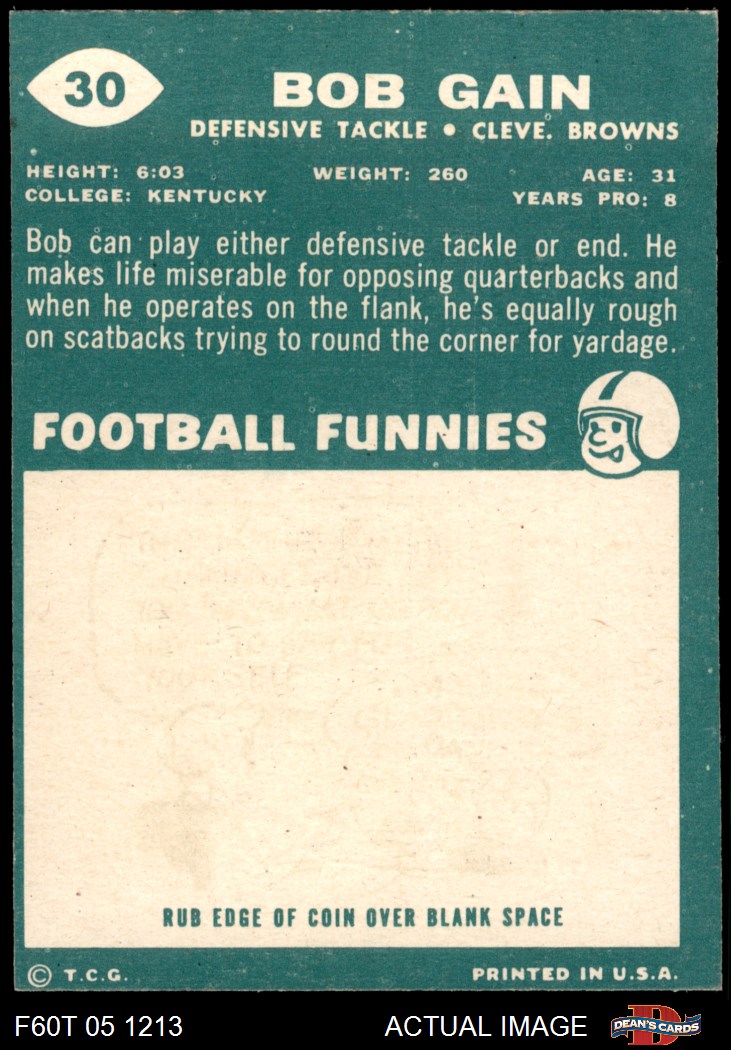 30
BOB GAIN
DEFENSIVE TACKLE • CLEVE. BROWNS
HEIGHT: 6:03 WEIGHT: 260 AGE: 31
COLLEGE: KENTUCKY YEARS PRO: 8
Bob can play either defensive tackle or end. He
makes life miserable for opposing quarterbacks and
when he operates on the flank, he's equally rough
on scatbacks trying to round the corner for yardage.
FOOTBALL FUNNIES
RUB EDGE OF COIN OVER BLANK SPACE
© T.C.G. PRINTED IN U.S.A.
F60T 05 1213 ACTUAL IMAGE DEAN'S CARDS